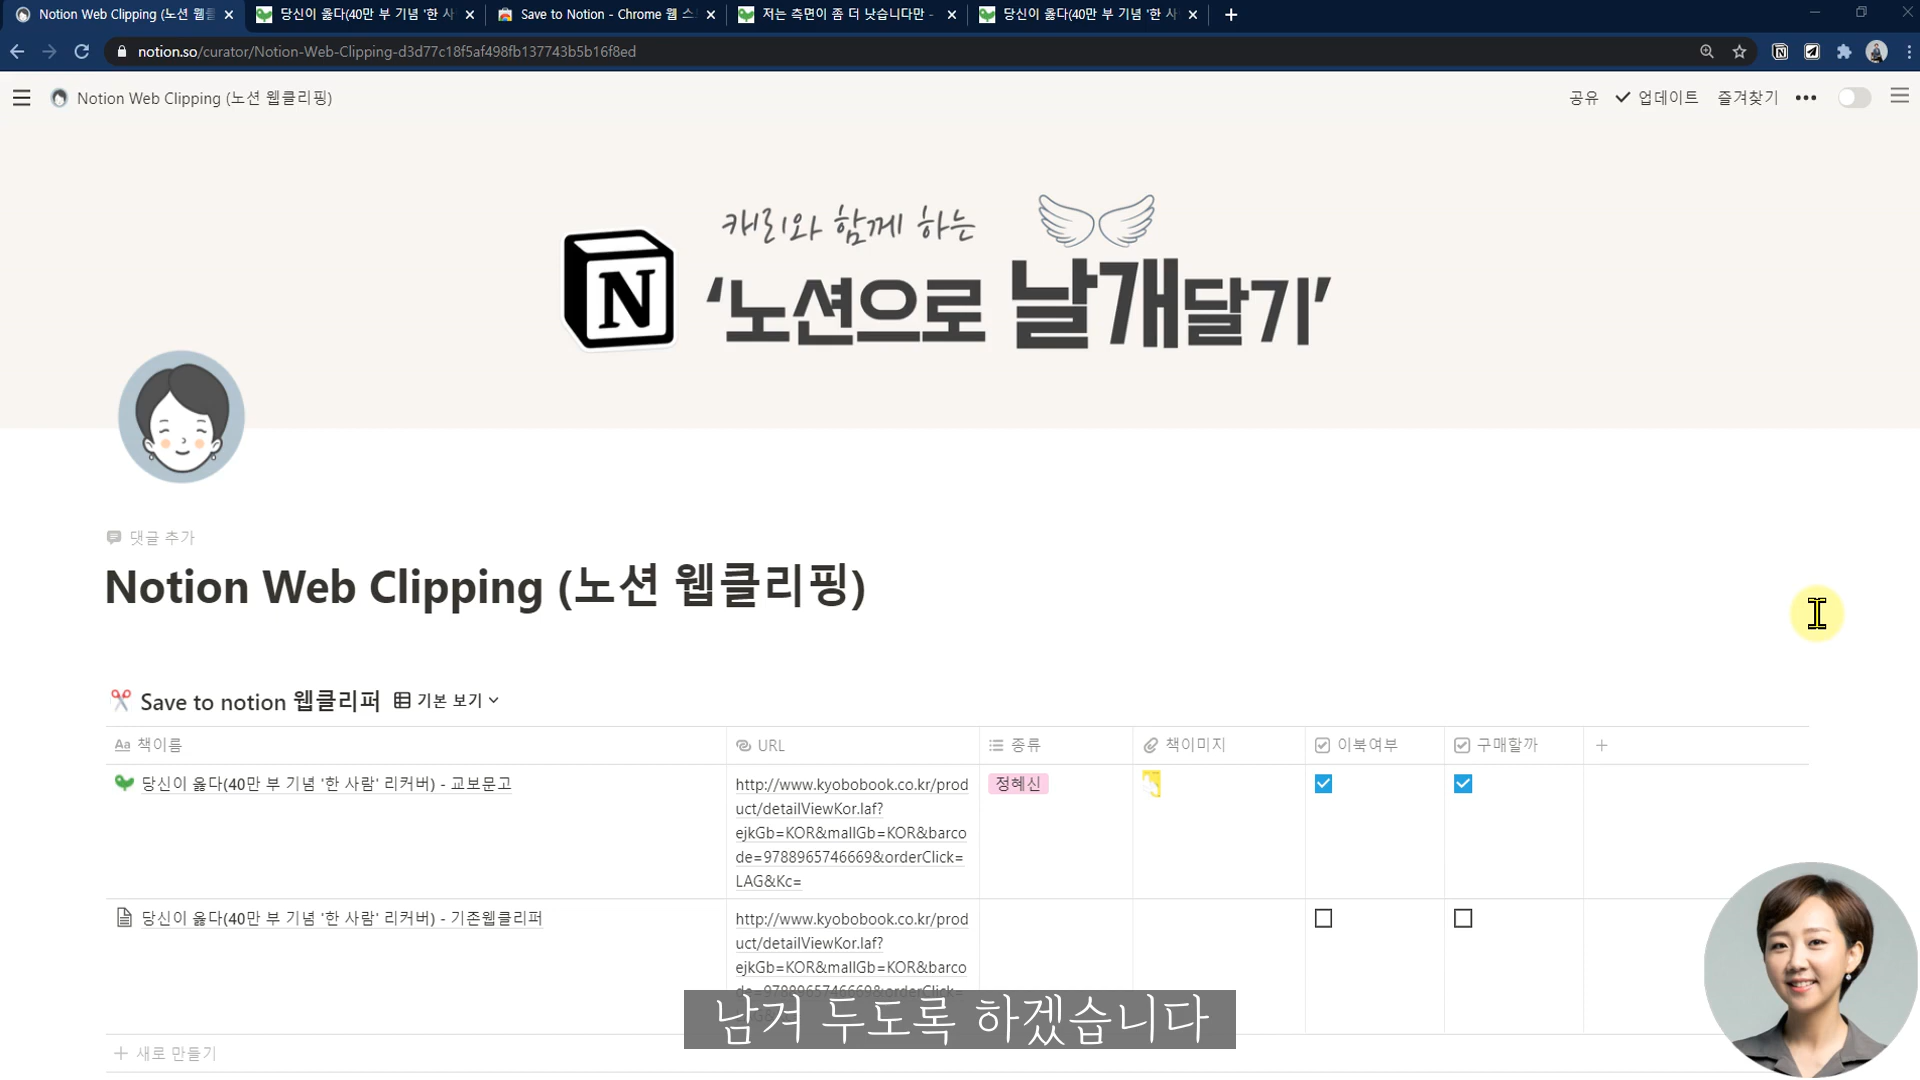 Notion Web Clipping (노션 웹클
당신이 옳다(40만 부 기념 '한 사
Save to Notion - Chrome 웹 스
저는 측면이 좀 더 낫습니다만 -
당신이 옳다(40만 부 기념 '한 사
notion.so/curator/Notion-Web-Clipping-d3d77c18f5af498fb137743b5b16f8ed
Notion Web Clipping (노션 웹클리핑)
공유 업데이트 즐겨찾기
캐리와 함께 하는
N
'노션으로 날개달기'
댓글 추가
Notion Web Clipping (노션 웹클리핑)
Save to notion 웹클리퍼 기본 보기
Aa 책이름 URL 종류 책이미지 이북여부 구매할까
당신이 옳다(40만 부 기념 '한 사람' 리커버) - 교보문고
http://www.kyobobook.co.kr/prod
uct/detailViewKor.laf?
ejkGb=KOR&mallGb=KOR&barco
de=9788965746669&orderClick=
LAG&Kc=
정혜신
당신이 옳다(40만 부 기념 '한 사람' 리커버) - 기존웹클리퍼
http://www.kyobobook.co.kr/prod
uct/detailViewKor.laf?
ejkGb=KOR&mallGb=KOR&barco
de=9788965746669&orderClick=
남겨 두도록 하겠습니다
새로 만들기